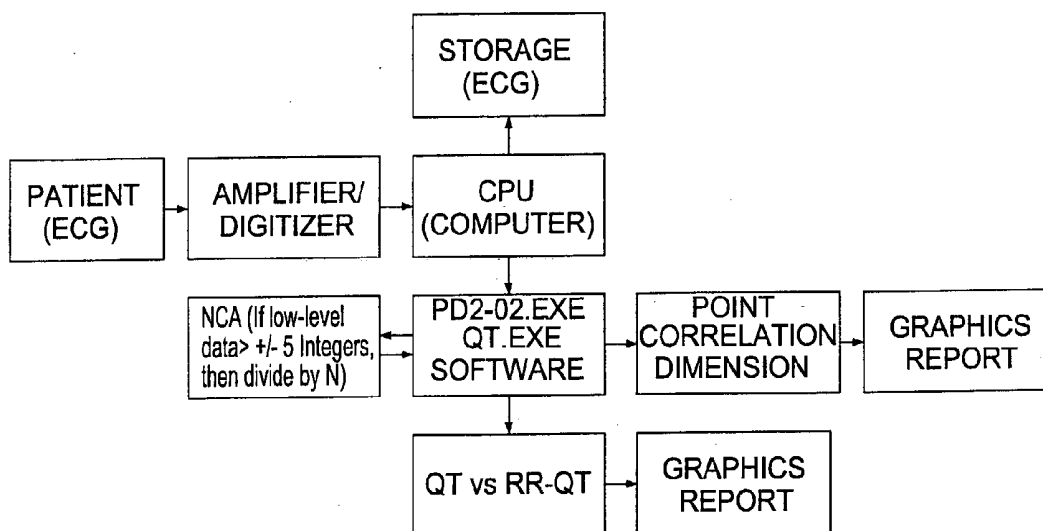 STORAGE
(ECG)
PATIENT
(ECG)
AMPLIFIER/
DIGITIZER
CPU
(COMPUTER)
NCA (If low-level
data> +/- 5 Integers,
then divide by N)
PD2-02.EXE
QT.EXE
SOFTWARE
POINT
CORRELATION
DIMENSION
GRAPHICS
REPORT
QT vs RR-QT
GRAPHICS
REPORT